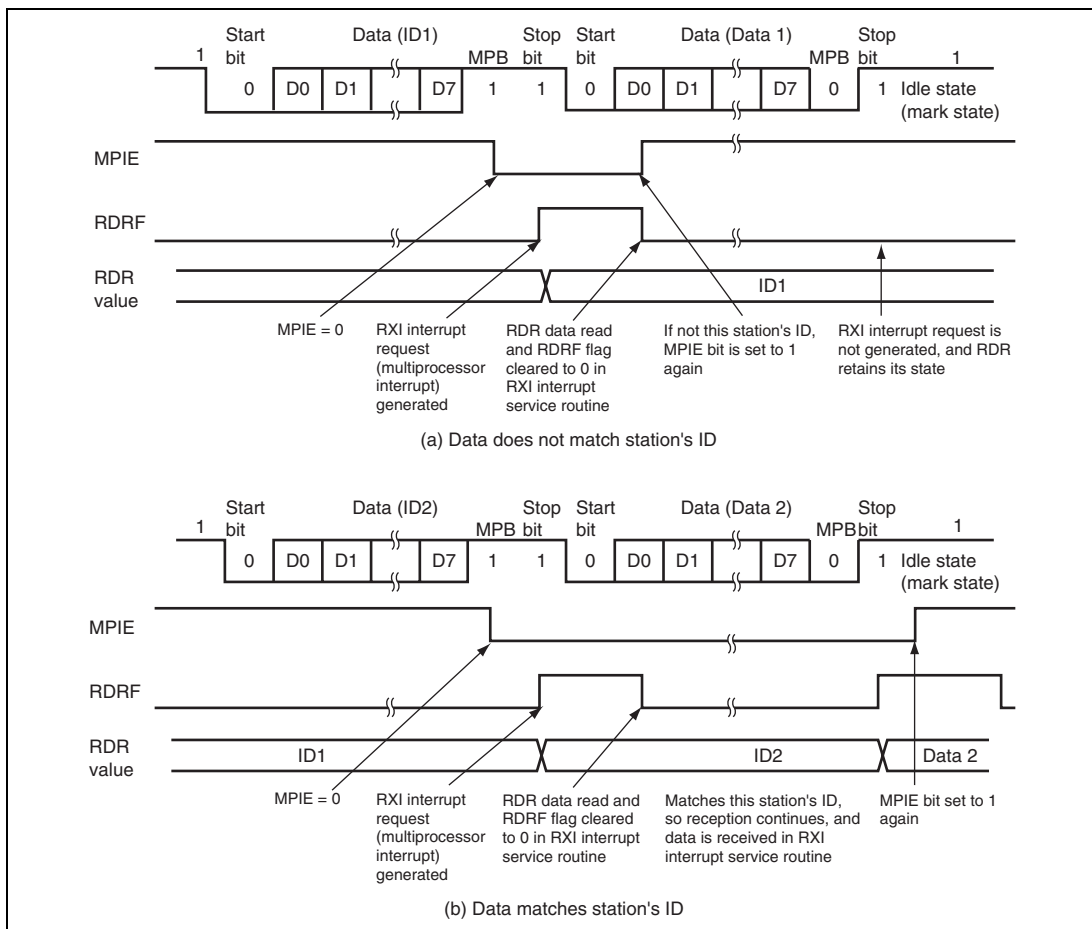 Start bit Data (ID1) Stop bit Start bit Data (Data 1) Stop bit
1 MPB MPB 1
0 D0 D1 D7 1 1 0 D0 D1 D7 0 1 Idle state (mark state)
MPIE
RDRF
RDR value
ID1
MPIE = 0
RXI interrupt
request
(multiprocessor
interrupt)
generated
RDR data read
and RDRF flag
cleared to 0 in
RXI interrupt
service routine
If not this station's ID,
MPIE bit is set to 1
again
RXI interrupt request is
not generated, and RDR
retains its state
(a) Data does not match station's ID
Start bit Data (ID2) Stop bit Start bit Data (Data 2) Stop bit
1 MPB MPB 1
0 D0 D1 D7 1 1 0 D0 D1 D7 0 1 Idle state (mark state)
MPIE
RDRF
RDR value
ID1 ID2 Data 2
MPIE = 0
RXI interrupt
request
(multiprocessor
interrupt)
generated
RDR data read and
RDRF flag cleared
to 0 in RXI interrupt
service routine
Matches this station's ID,
so reception continues, and
data is received in RXI
interrupt service routine
MPIE bit set to 1
again
(b) Data matches station's ID